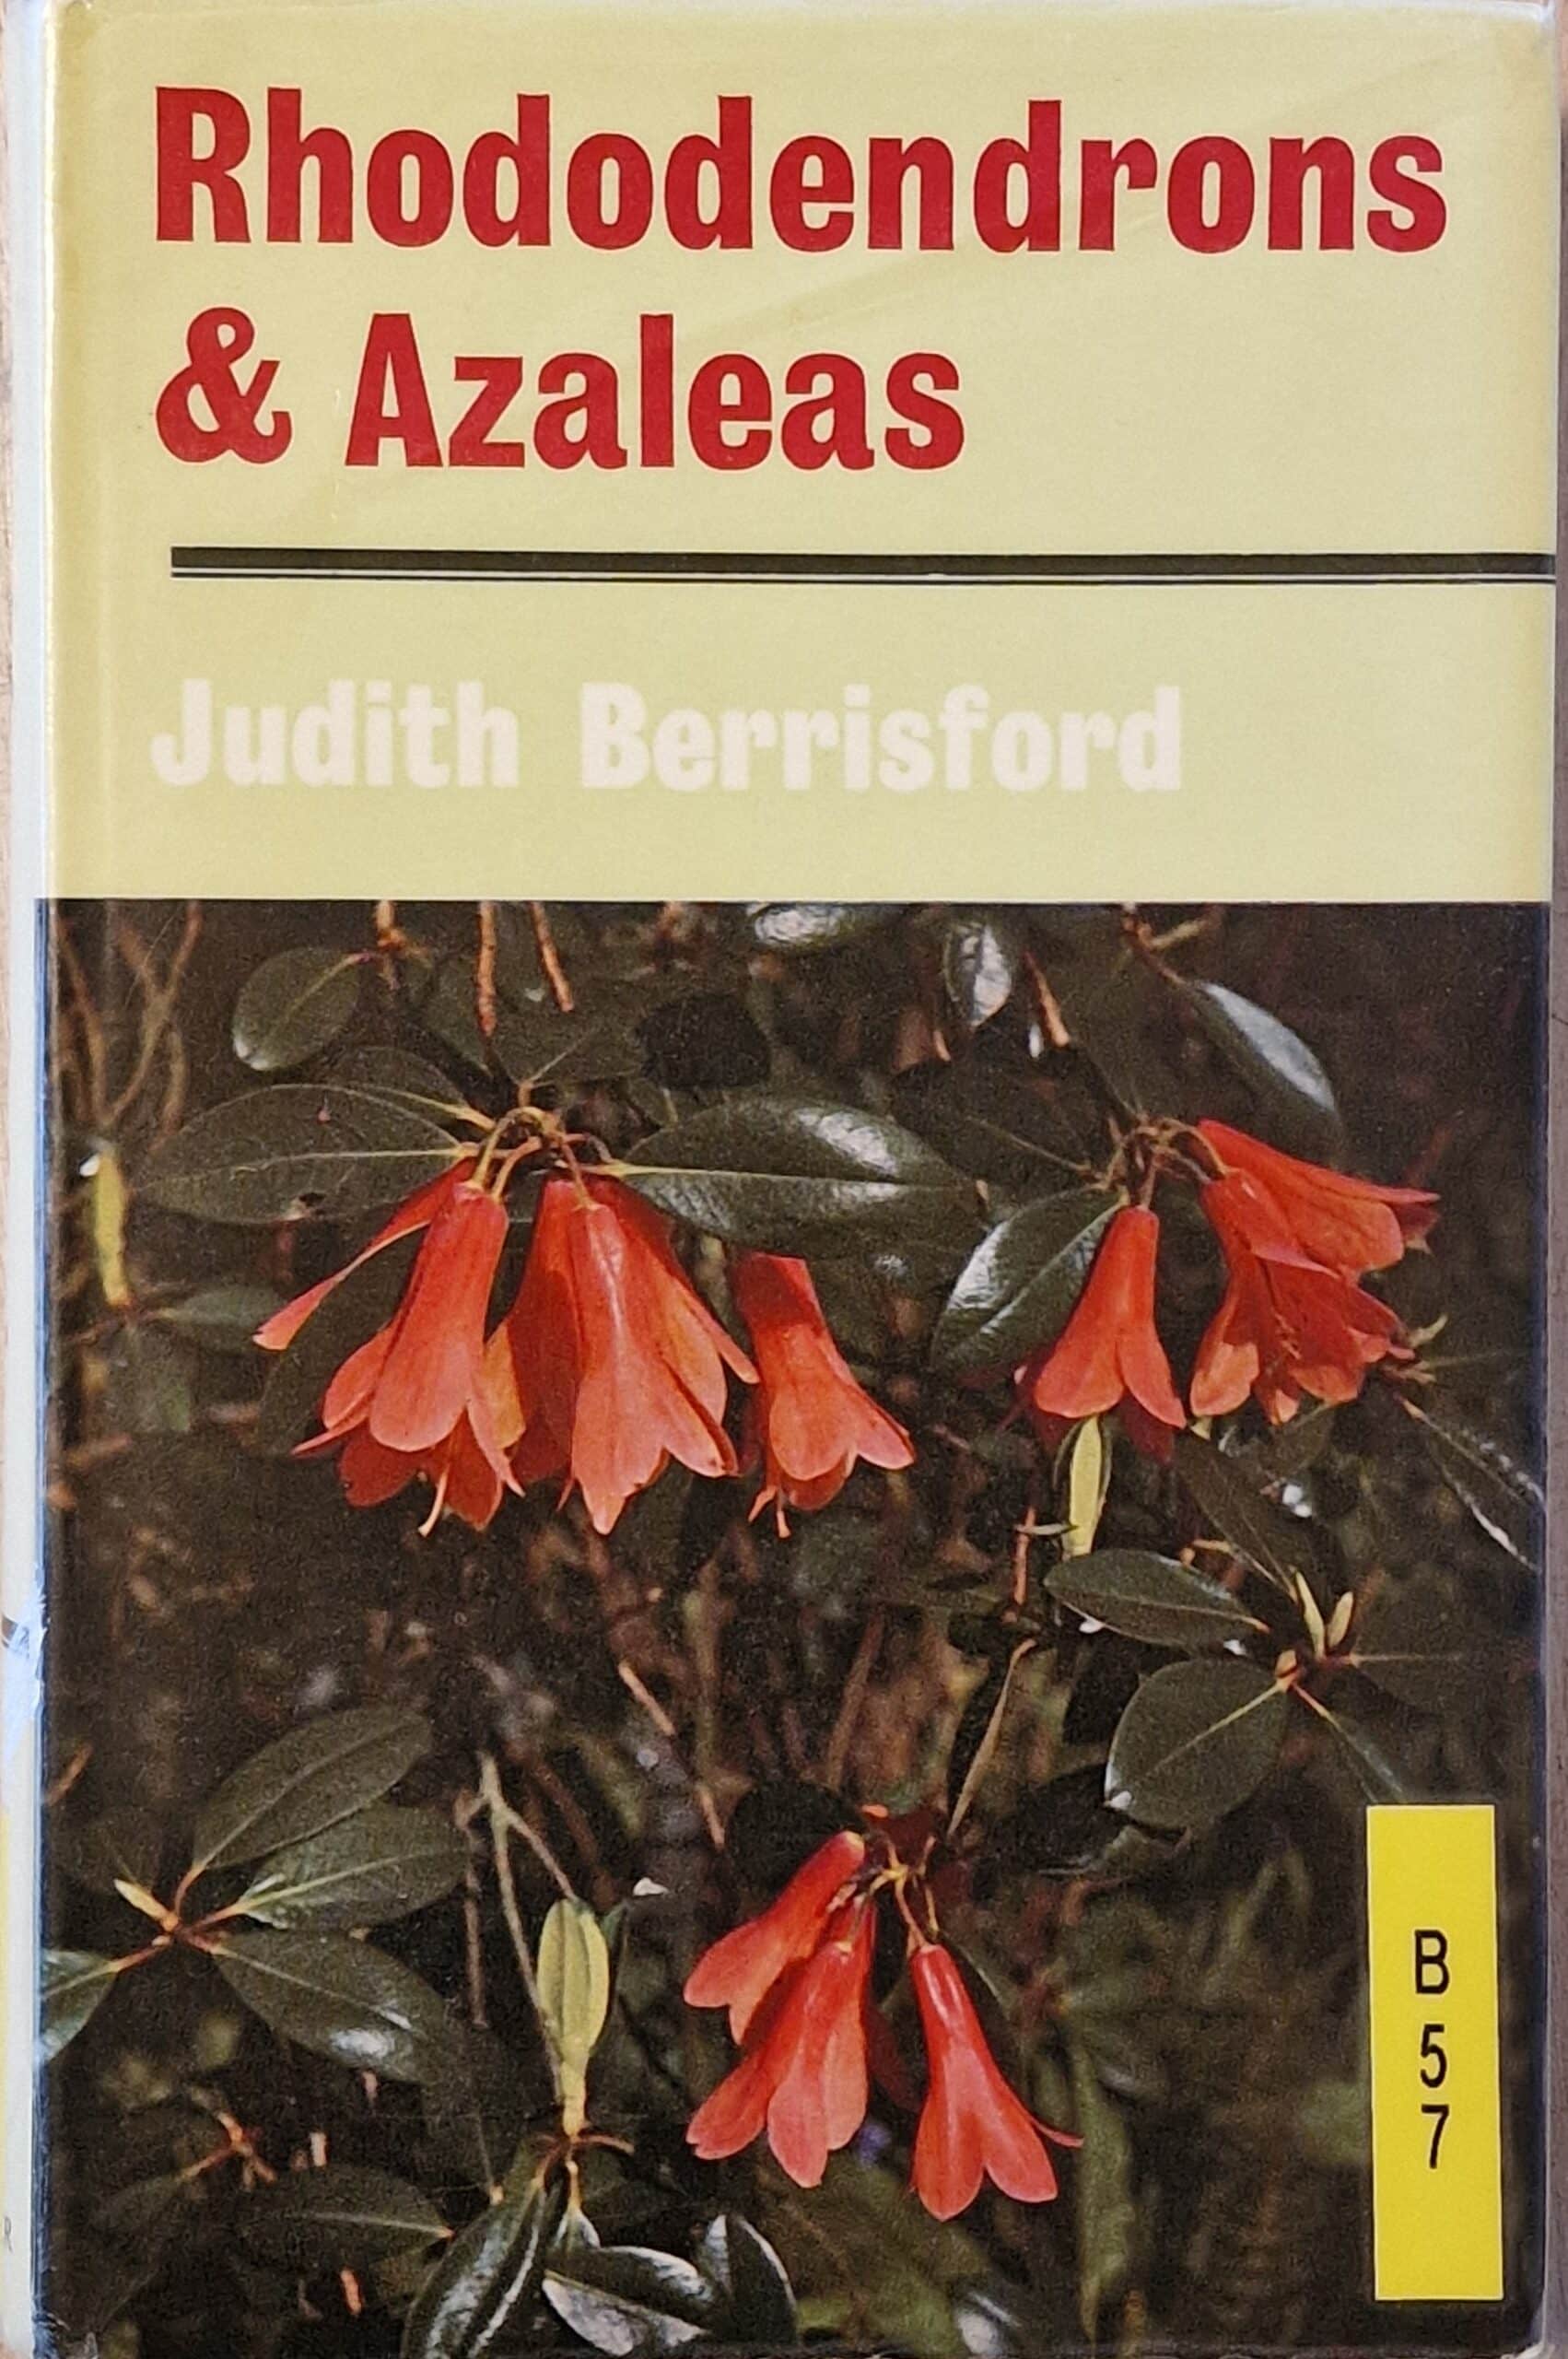 Rhododendrons
& Azaleas
Judith Berrisford
B
5
7
R